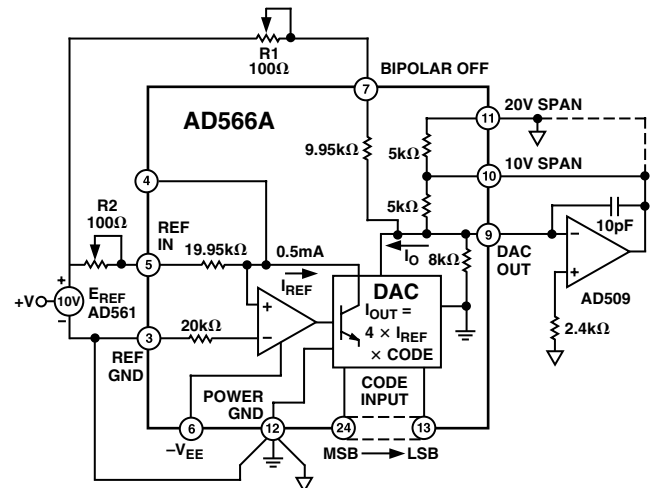 R1
100Ω
7
BIPOLAR OFF
AD566A
11
20V SPAN
9.95kΩ
5kΩ
10
10V SPAN
4
5kΩ
10pF
R2
100Ω
REF
IN
5
19.95kΩ
0.5mA
IREF
IO
8kΩ
9
DAC
OUT
−
+
AD509
+V
+
10V
−
EREF
AD561
+
−
DAC
IOUT =
4 × IREF
× CODE
2.4kΩ
3
REF
GND
20kΩ
POWER
GND
CODE
INPUT
6
−VEE
12
24
13
MSB
LSB